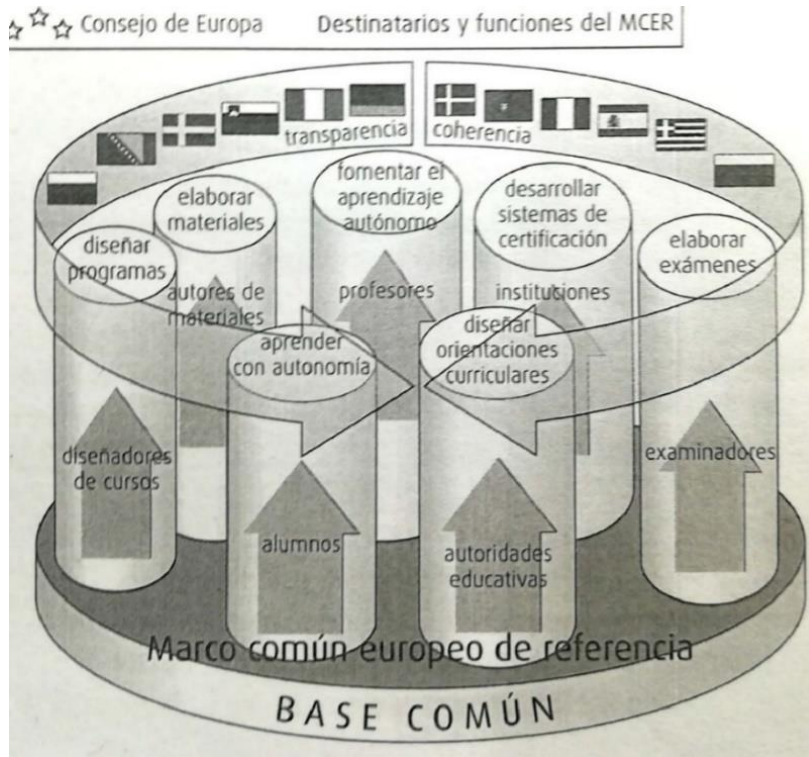 Consejo de Europa
Destinatarios y funciones del MCER
transparencia
coherencia
diseñar
programas
elaborar
materiales
fomentar el
aprendizaje
autónomo
desarrollar
sistemas de
certificación
elaborar
exámenes
autores de
materiales
profesores
instituciones
aprender
con autonomía
diseñar
orientaciones
curriculares
diseñadores
de cursos
examinadores
alumnos
autoridades
educativas
Marco común europeo de referencia
BASE COMÚN